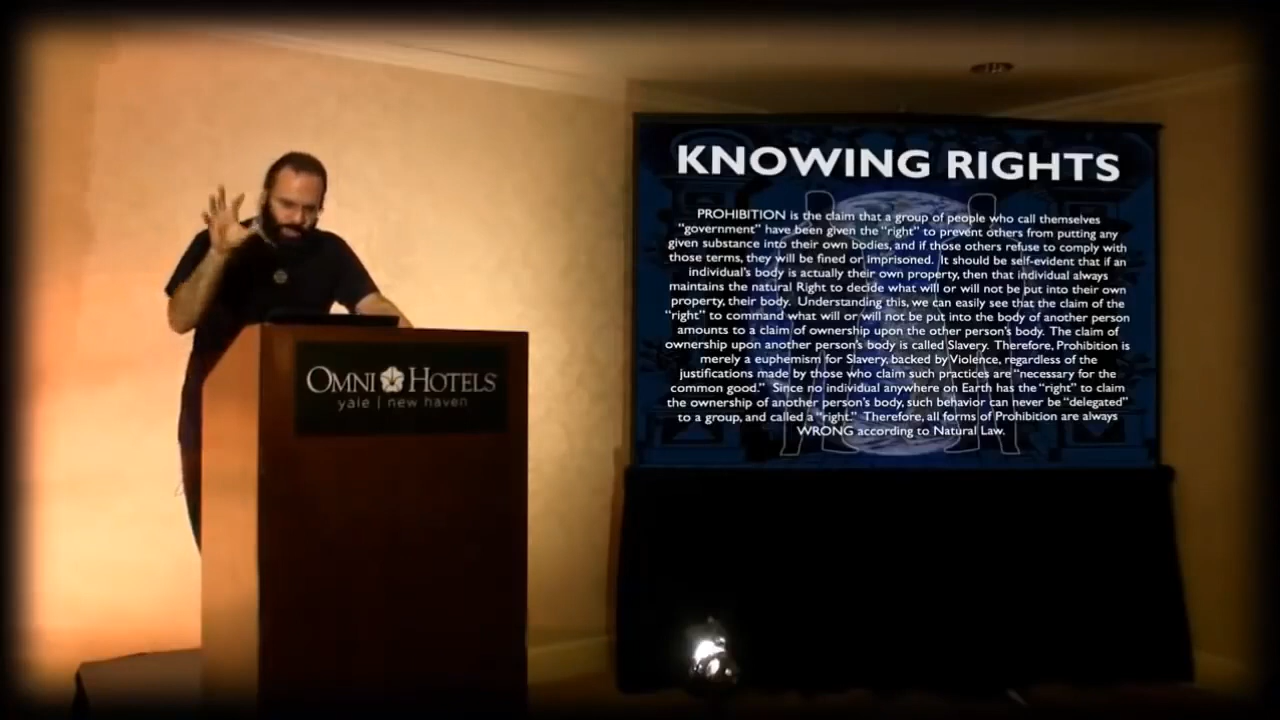 KNOWING RIGHTS
PROHIBITION is the claim that a group of people who call themselves
"government" have been given the "right" to prevent others from putting any
given substance into their own bodies, and if those others refuse to comply with
those terms, they will be fined or imprisoned. It should be self-evident that if an
individual's body is actually their own property, then that individual always
maintains the natural Right to decide what will or will not be put into their own
property, their body. Understanding this, we can easily see that the claim of the
"right" to command what will or will not be put into the body of another person
amounts to a claim of ownership upon the other person's body. The claim of
ownership upon another person's body is called Slavery. Therefore, Prohibition is
merely a euphemism for Slavery, backed by Violence, regardless of the
justifications made by those who claim such practices are "necessary for the
common good." Since no individual anywhere on Earth has the "right" to claim
the ownership of another person's body, such behavior can never be "delegated"
to a group, and called a "right." Therefore, all forms of Prohibition are always
WRONG according to Natural Law.
OMNI HOTELS
yale | new haven